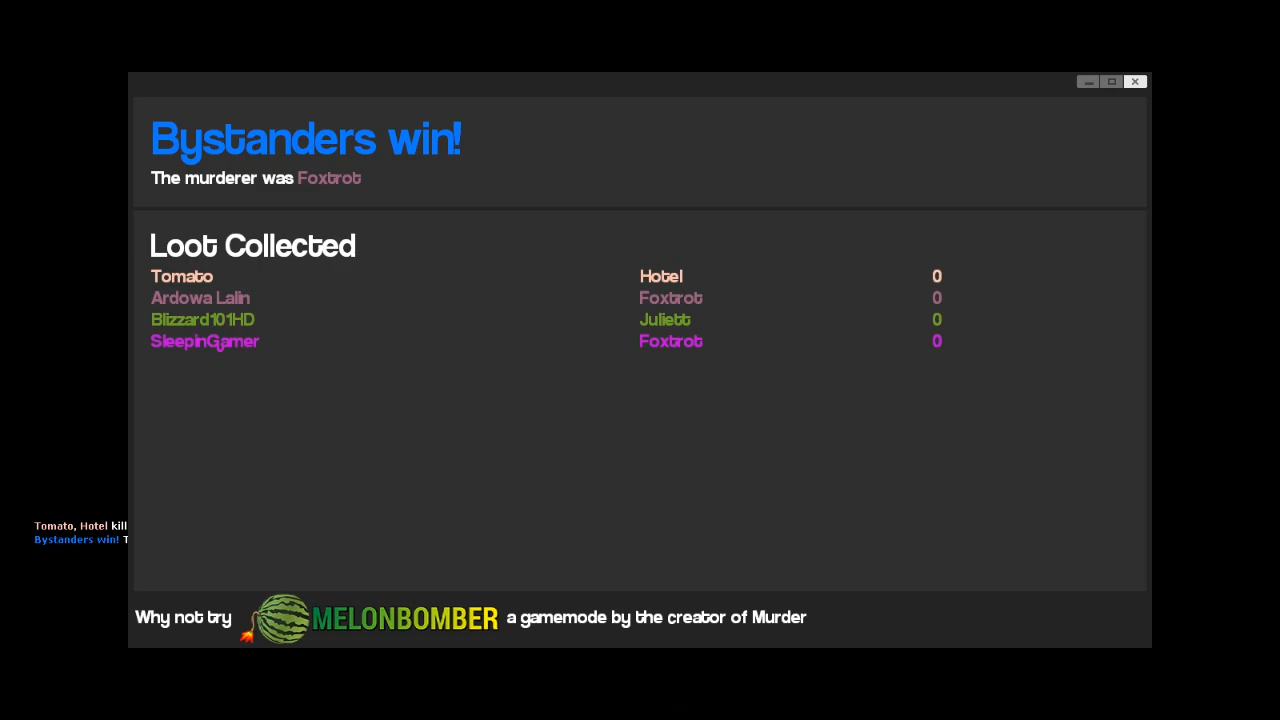 Bystanders win!
The murderer was Foxtrot
Loot Collected
Tomato Hotel 0
Ardowa Lalin Foxtrot 0
Blizzard101HD Juliett 0
SleepinGamer Foxtrot 0
Tomato, Hotel kill
Bystanders win! T
Why not try MELONBOMBER a gamemode by the creator of Murder